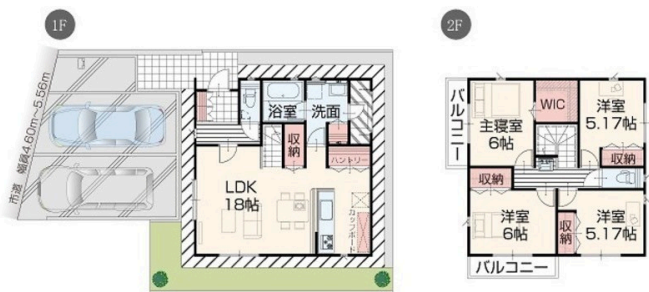 1F
市道 幅員4.60m~5.56m
浴室
洗面
収納
ハントリー
LDK
18帖
カップボード
2F
バルコニー
主寝室
6帖
WIC
洋室
5.17帖
収納
収納
洋室
6帖
収納
洋室
5.17帖
バルコニー